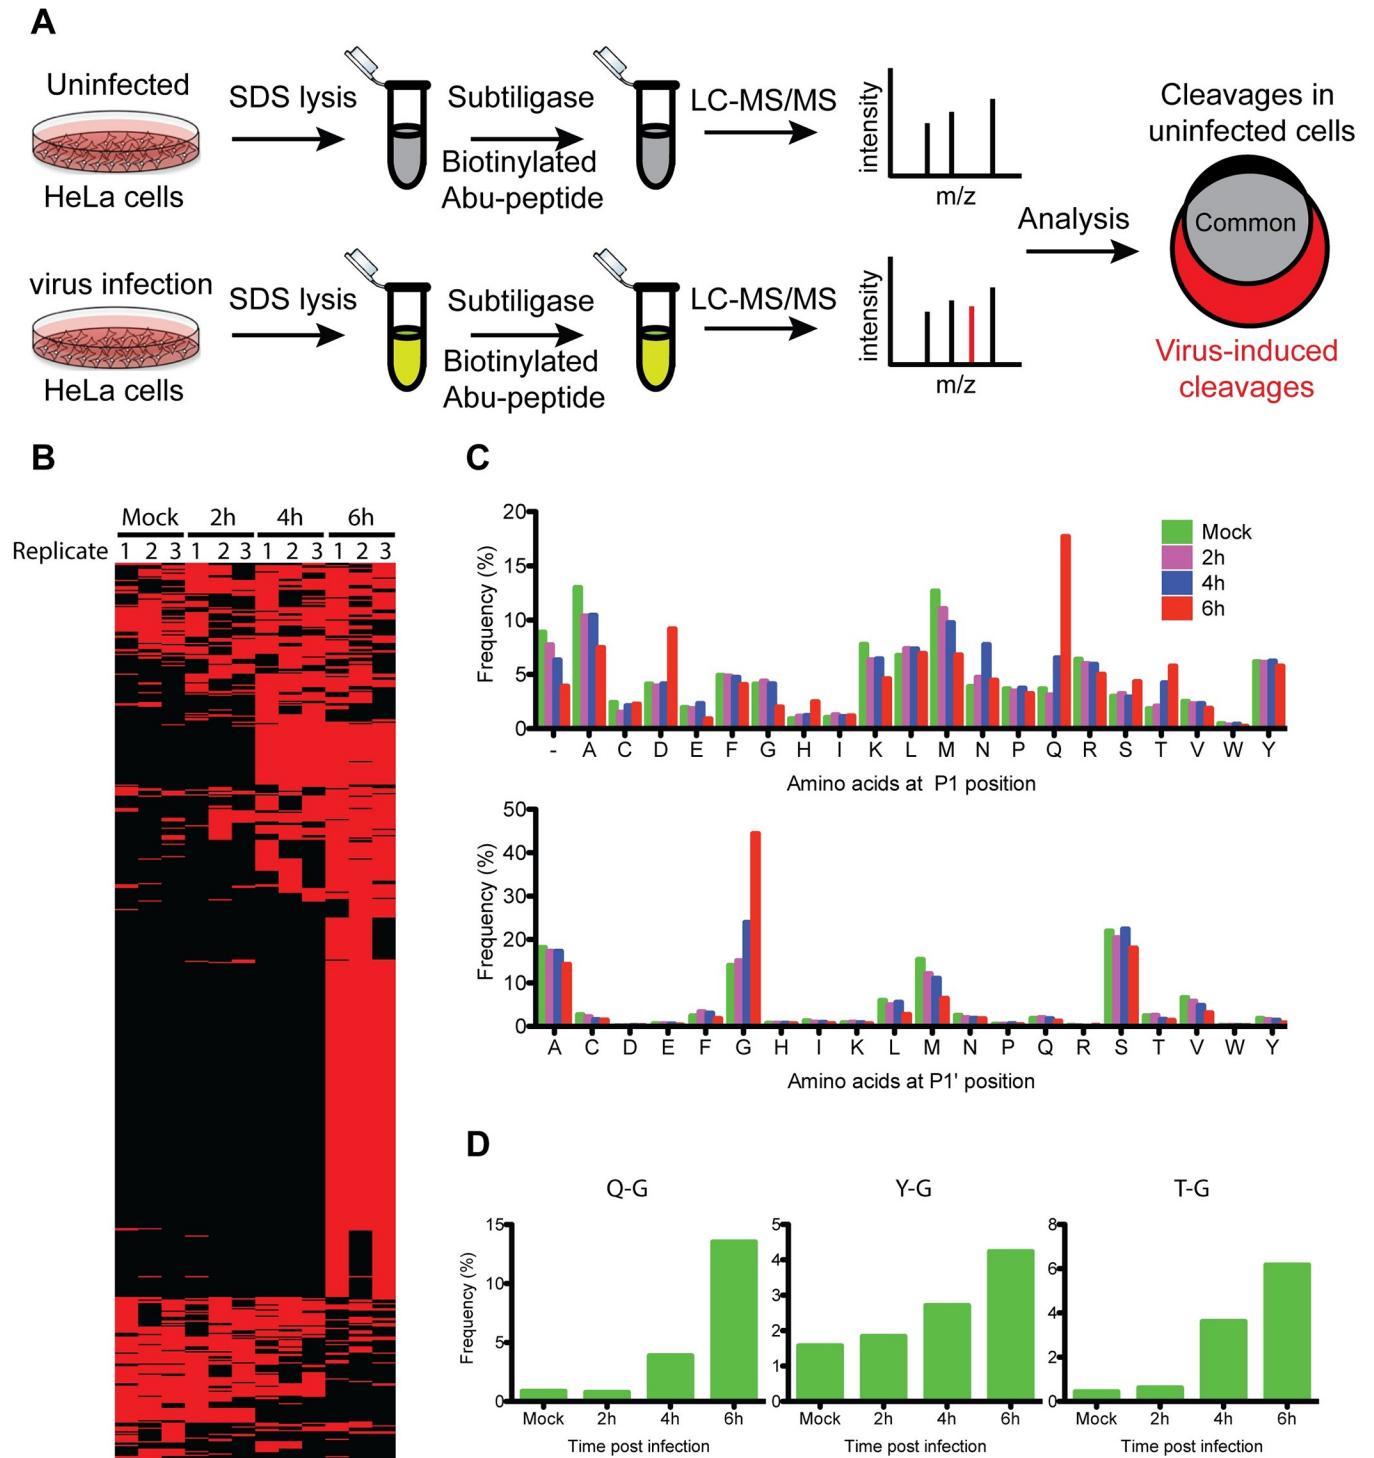 A
Uninfected
HeLa cells
SDS lysis
Subtiligase
Biotinylated
Abu-peptide
LC-MS/MS
intensity
m/z
virus infection
HeLa cells
SDS lysis
Subtiligase
Biotinylated
Abu-peptide
LC-MS/MS
intensity
m/z
Analysis
Cleavages in
uninfected cells
Common
Virus-induced
cleavages
B
Mock 2h 4h 6h
Replicate 1 2 3 1 2 3 1 2 3 1 2 3
C
Frequency (%)
20
15
10
5
0
- A C D E F G H I K L M N P Q R S T V W Y
Amino acids at P1 position
Mock
2h
4h
6h
Frequency (%)
50
40
30
20
10
0
A C D E F G H I K L M N P Q R S T V W Y
Amino acids at P1' position
D
Q-G
Frequency (%)
15
10
5
0
Mock 2h 4h 6h
Time post infection
Y-G
5
4
3
2
1
0
Mock 2h 4h 6h
Time post infection
T-G
8
6
4
2
0
Mock 2h 4h 6h
Time post infection